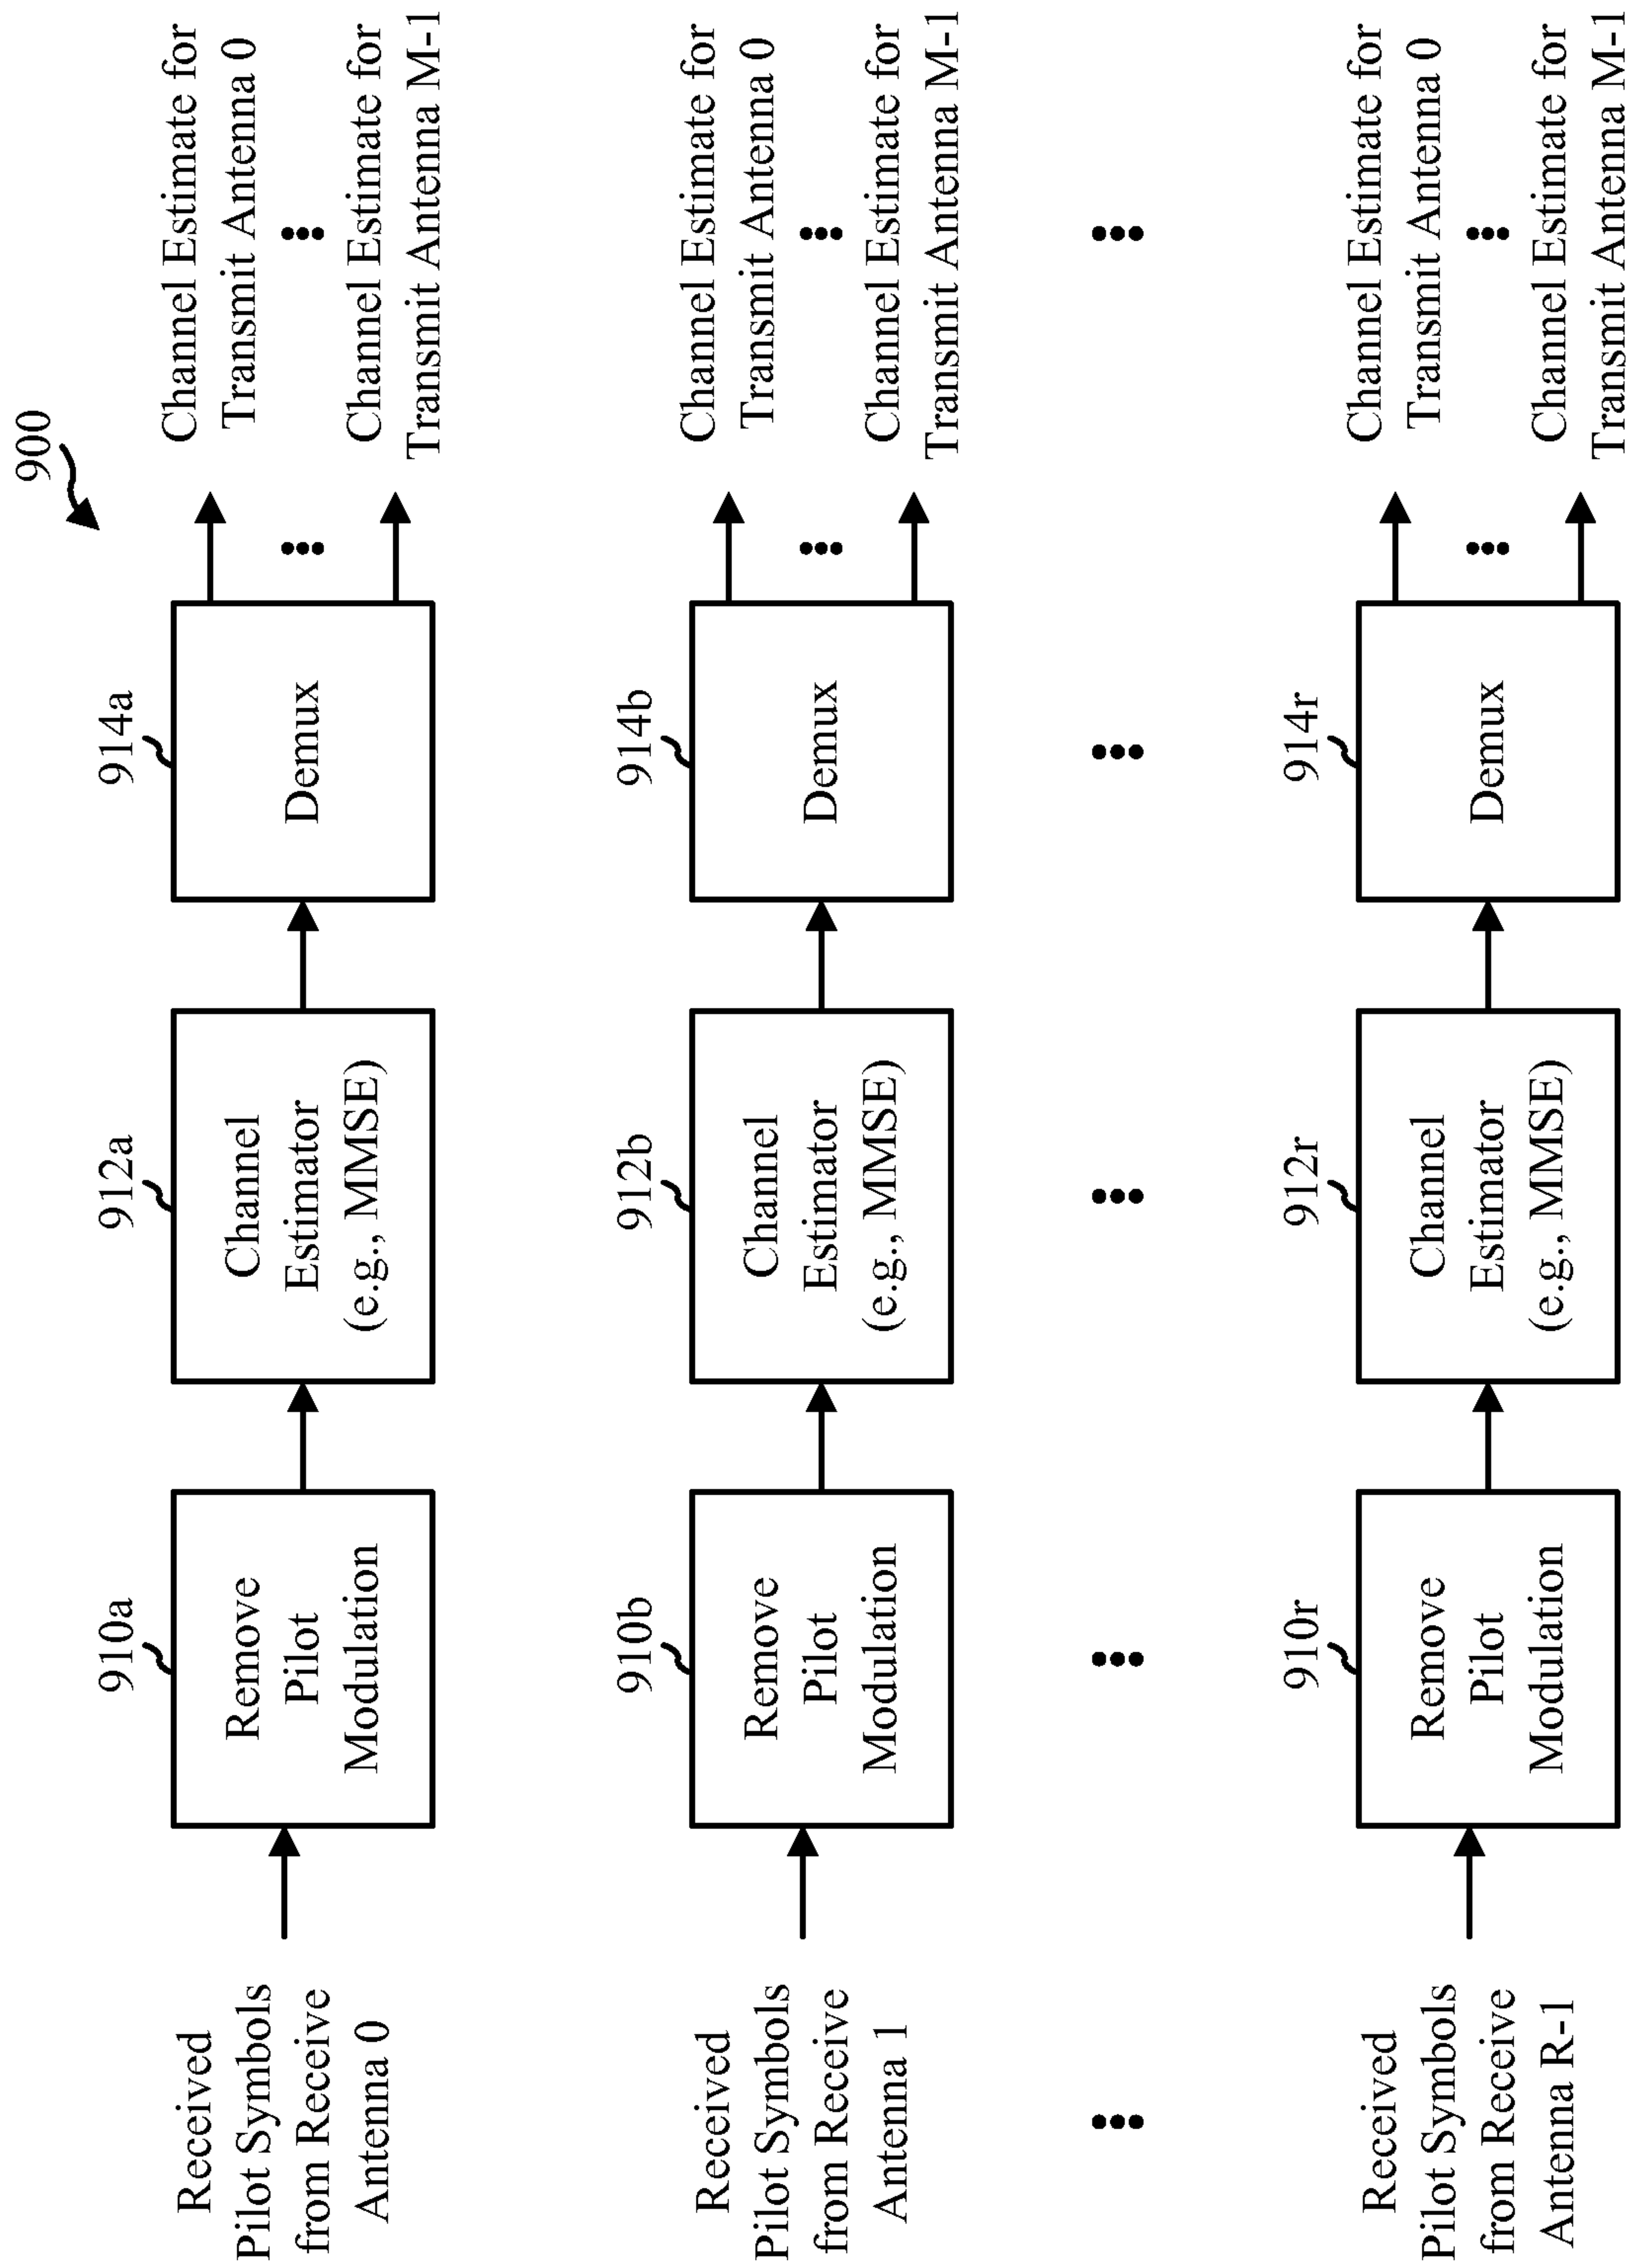 900
Received
Pilot Symbols
from Receive
Antenna 0
910a
Remove
Pilot
Modulation
912a
Channel
Estimator
(e.g., MMSE)
914a
Demux
Channel Estimate for
Transmit Antenna 0
Channel Estimate for
Transmit Antenna M-1
Received
Pilot Symbols
from Receive
Antenna 1
910b
Remove
Pilot
Modulation
912b
Channel
Estimator
(e.g., MMSE)
914b
Demux
Channel Estimate for
Transmit Antenna 0
Channel Estimate for
Transmit Antenna M-1
Received
Pilot Symbols
from Receive
Antenna R-1
910r
Remove
Pilot
Modulation
912r
Channel
Estimator
(e.g., MMSE)
914r
Demux
Channel Estimate for
Transmit Antenna 0
Channel Estimate for
Transmit Antenna M-1